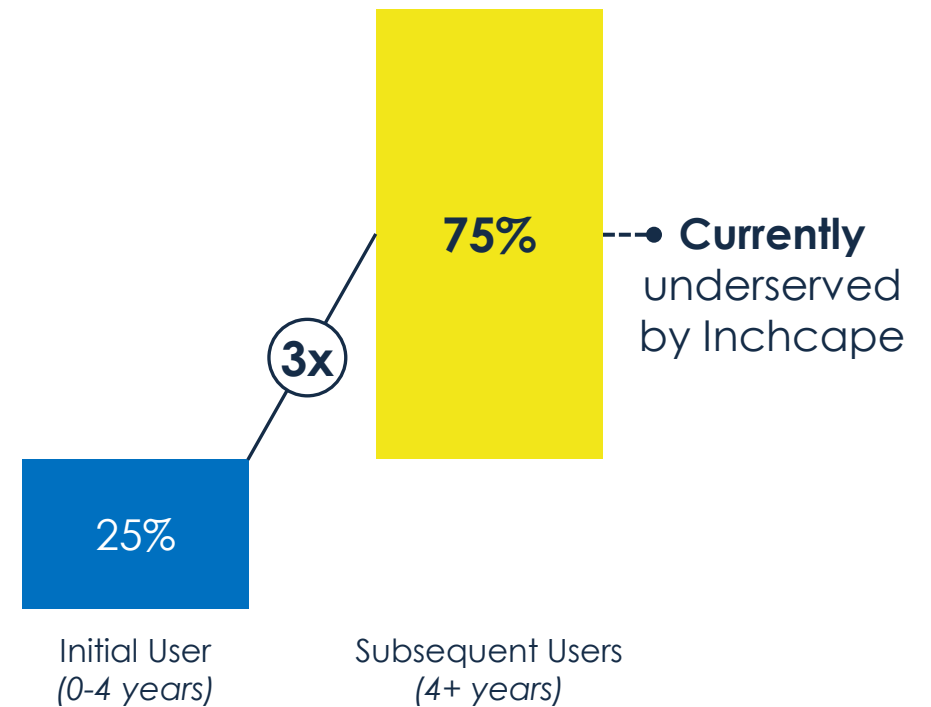 75%
Currently
underserved
by Inchcape
3x
25%
Initial User
(0-4 years)
Subsequent Users
(4+ years)